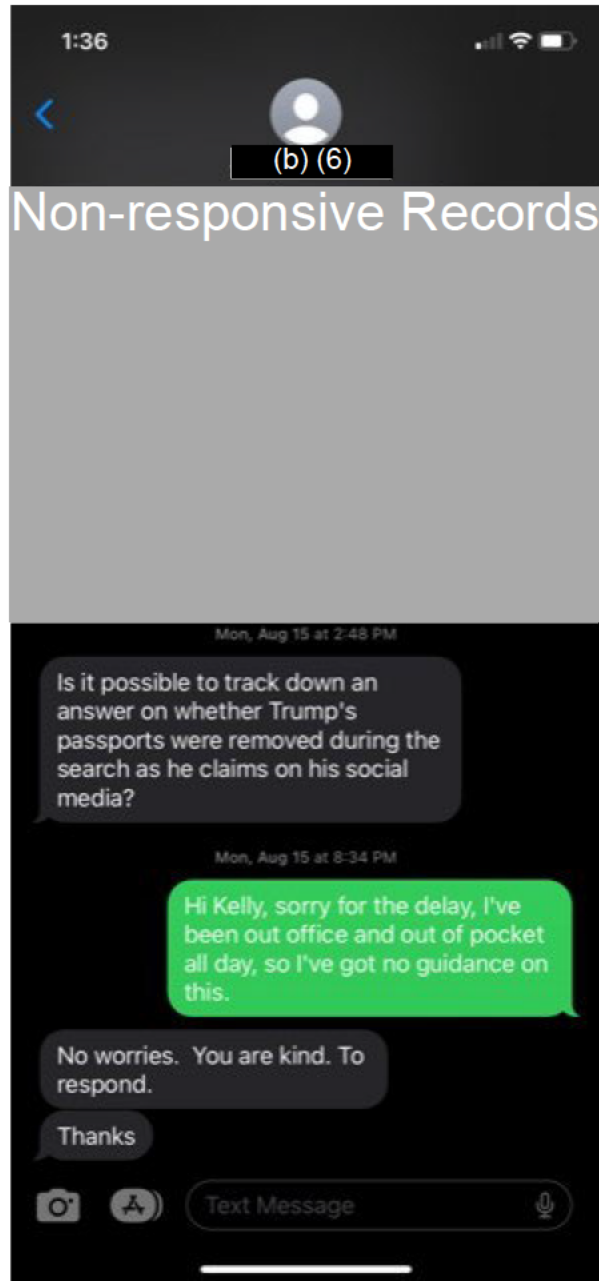 1:36
(b) (6)
Non-responsive Records
Mon, Aug 15 at 2:48 PM
Is it possible to track down an
answer on whether Trump's
passports were removed during the
search as he claims on his social
media?
Mon, Aug 15 at 8:34 PM
Hi Kelly, sorry for the delay, I've
been out office and out of pocket
all day, so I've got no guidance on
this.
No worries.  You are kind. To
respond.
Thanks
Text Message